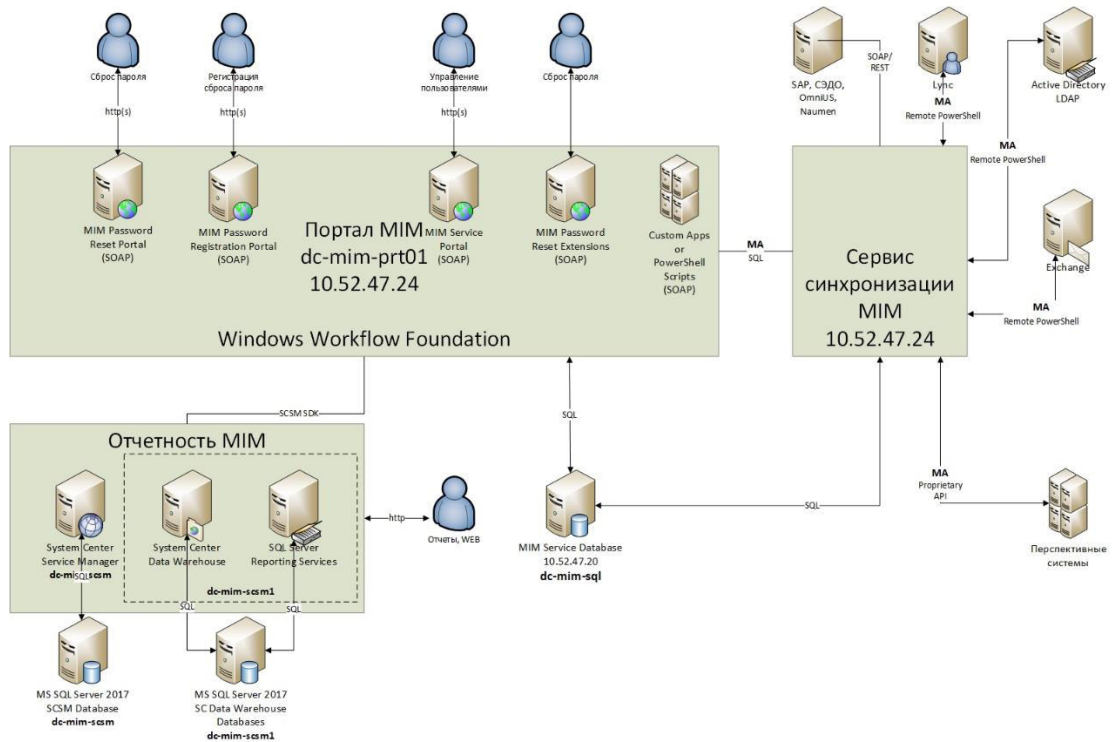 Сброс пароля
Регистрация
сброса пароля
Управление
пользователями
Сброс пароля
http(s)
http(s)
http(s)
SAP, СЭДО,
OmniUS,
Naumen
SOAP/
REST
Lync
MA
Remote PowerShell
Active Directory
LDAP
MA
Remote PowerShell
MIM Password
Reset Portal
(SOAP)
MIM Password
Registration Portal
(SOAP)
Портал MIM
dc-mim-prt01
10.52.47.24
MIM Service
Portal
(SOAP)
MIM Password
Reset Extensions
(SOAP)
Custom Apps
or
PowerShell
Scripts
(SOAP)
Windows Workflow Foundation
MA
SQL
Сервис
синхронизации
MIM
10.52.47.24
Exchange
MA
Remote PowerShell
SCSM SDK
SQL
Отчетность MIM
System Center
Service Manager
dc-mim-scsm
SQL
System Center
Data Warehouse
SQL Server
Reporting Services
dc-mim-scsm1
SQL
SQL
http
Отчеты, WEB
MIM Service Database
10.52.47.20
dc-mim-sql
SQL
MA
Proprietary
API
Перспективные
системы
MS SQL Server 2017
SCSM Database
dc-mim-scsm
MS SQL Server 2017
SC Data Warehouse
Databases
dc-mim-scsm1